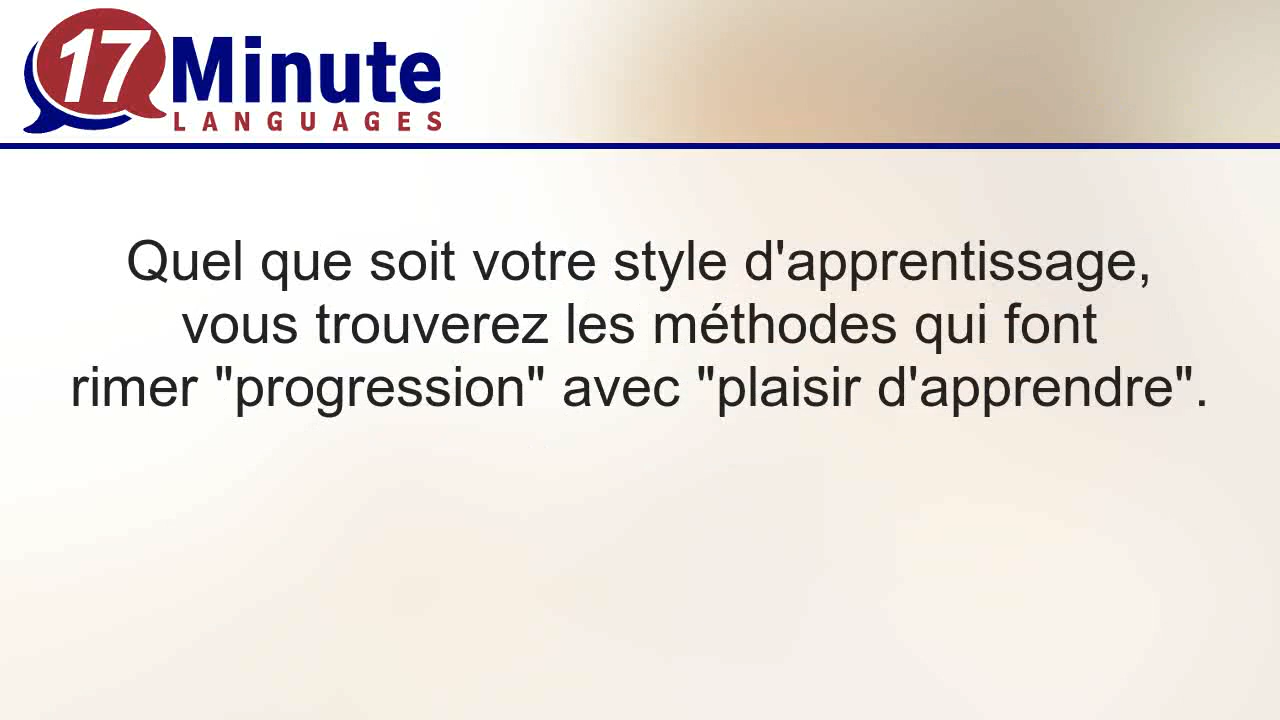 17 Minute
LANGUAGES
Quel que soit votre style d'apprentissage,
vous trouverez les méthodes qui font
rimer "progression" avec "plaisir d'apprendre".